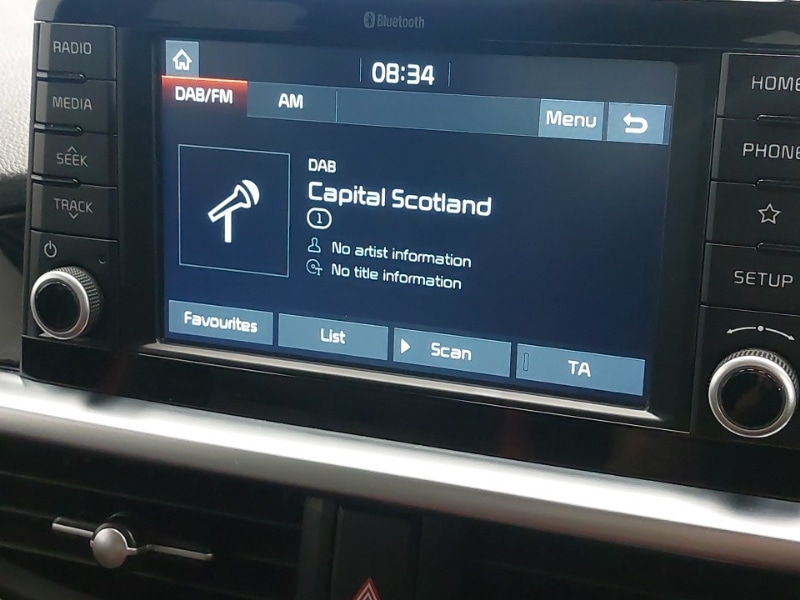 Bluetooth
RADIO
MEDIA
SEEK
TRACK
08:34
DAB/FM
AM
Menu
DAB
Capital Scotland
1
No artist information
No title information
Favourites
List
Scan
TA
HOME
PHONE
SETUP